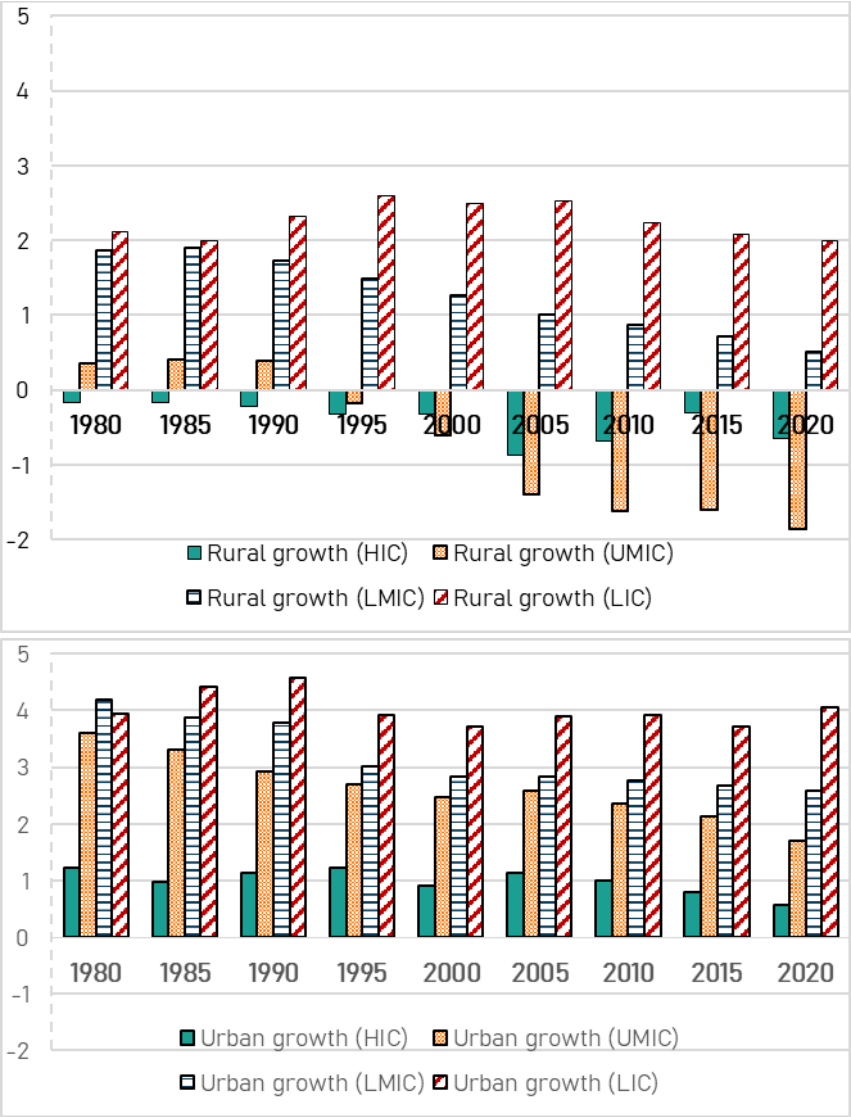 5
4
3
2
1
0
1980 1985 1990 1995 2000 2005 2010 2015 2020
-1
-2
Rural growth (HIC) Rural growth (UMIC)
Rural growth (LMIC) Rural growth (LIC)
5
4
3
2
1
0
1980 1985 1990 1995 2000 2005 2010 2015 2020
-1
Urban growth (HIC) Urban growth (UMIC)
-2
Urban growth (LMIC) Urban growth (LIC)